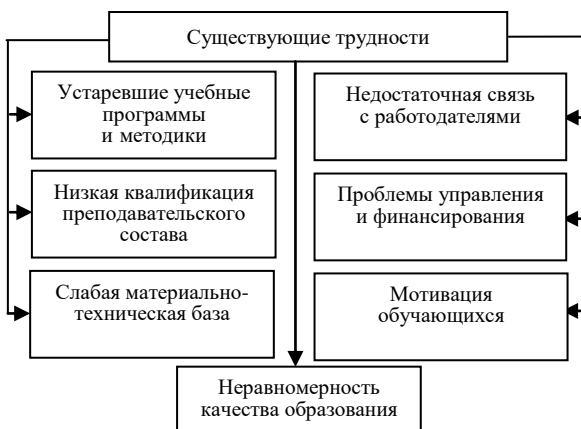 Существующие трудности
Устаревшие учебные
программы
и методики
Низкая квалификация
преподавательского
состава
Слабая материально-
техническая база
Недостаточная связь
с работодателями
Проблемы управления
и финансирования
Мотивация
обучающихся
Неравномерность
качества образования